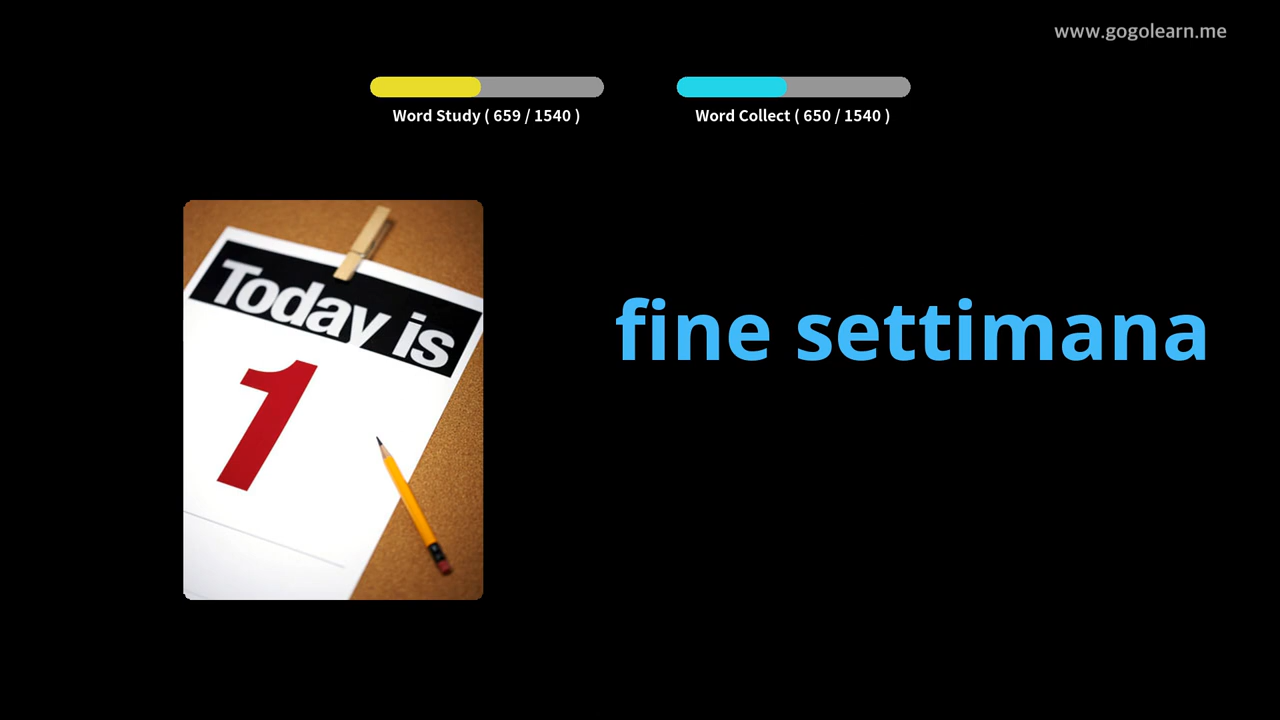 www.gogolearn.me
Word Study ( 659 / 1540 )
Word Collect ( 650 / 1540 )
Today is
1
fine settimana